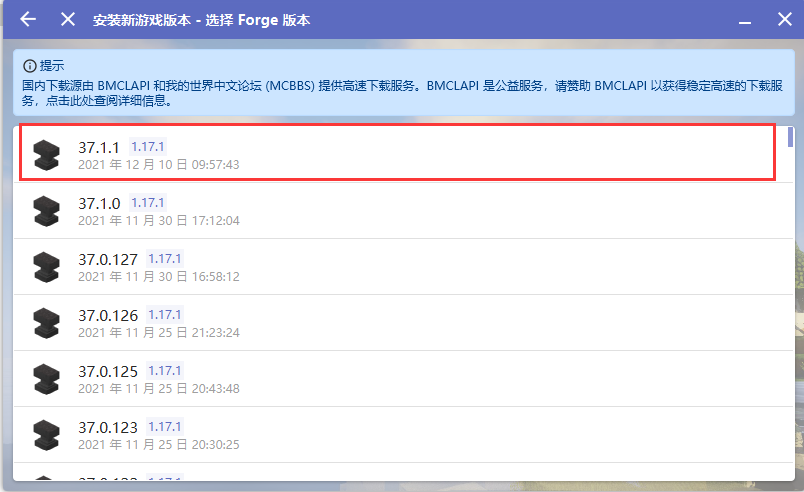 安装新游戏版本 - 选择 Forge 版本
提示
国内下载源由 BMCLAPI 和我的世界中文论坛 (MCBBS) 提供高速下载服务。BMCLAPI 是公益服务，请赞助 BMCLAPI 以获得稳定高速的下载服
务，点击此处查阅详细信息。
37.1.1 1.17.1
2021 年 12 月 10 日 09:57:43
37.1.0 1.17.1
2021 年 11 月 30 日 17:12:04
37.0.127 1.17.1
2021 年 11 月 30 日 16:58:12
37.0.126 1.17.1
2021 年 11 月 25 日 21:23:24
37.0.125 1.17.1
2021 年 11 月 25 日 20:43:48
37.0.123 1.17.1
2021 年 11 月 25 日 20:30:25